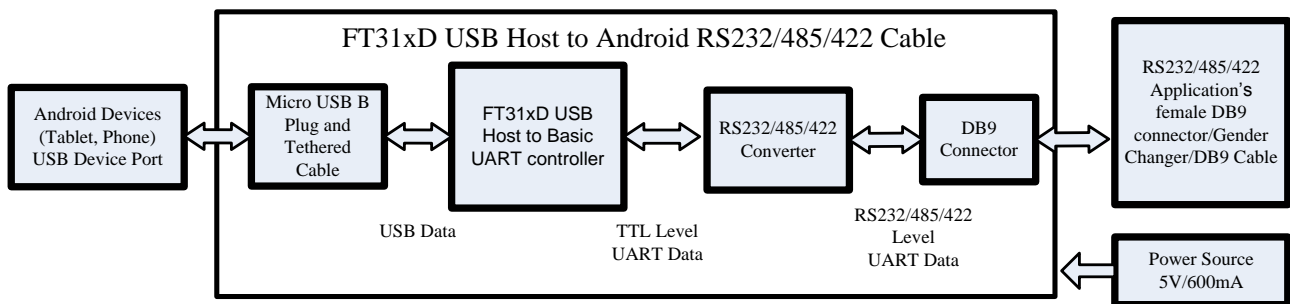 FT31xD USB Host to Android RS232/485/422 Cable
Android Devices
(Tablet, Phone)
USB Device Port
Micro USB B
Plug and
Tethered
Cable
FT31xD USB
Host to Basic
UART controller
RS232/485/422
Converter
DB9
Connector
RS232/485/422
Application's
female DB9
connector/Gender
Changer/DB9 Cable
USB Data
TTL Level
UART Data
RS232/485/422
Level
UART Data
Power Source
5V/600mA